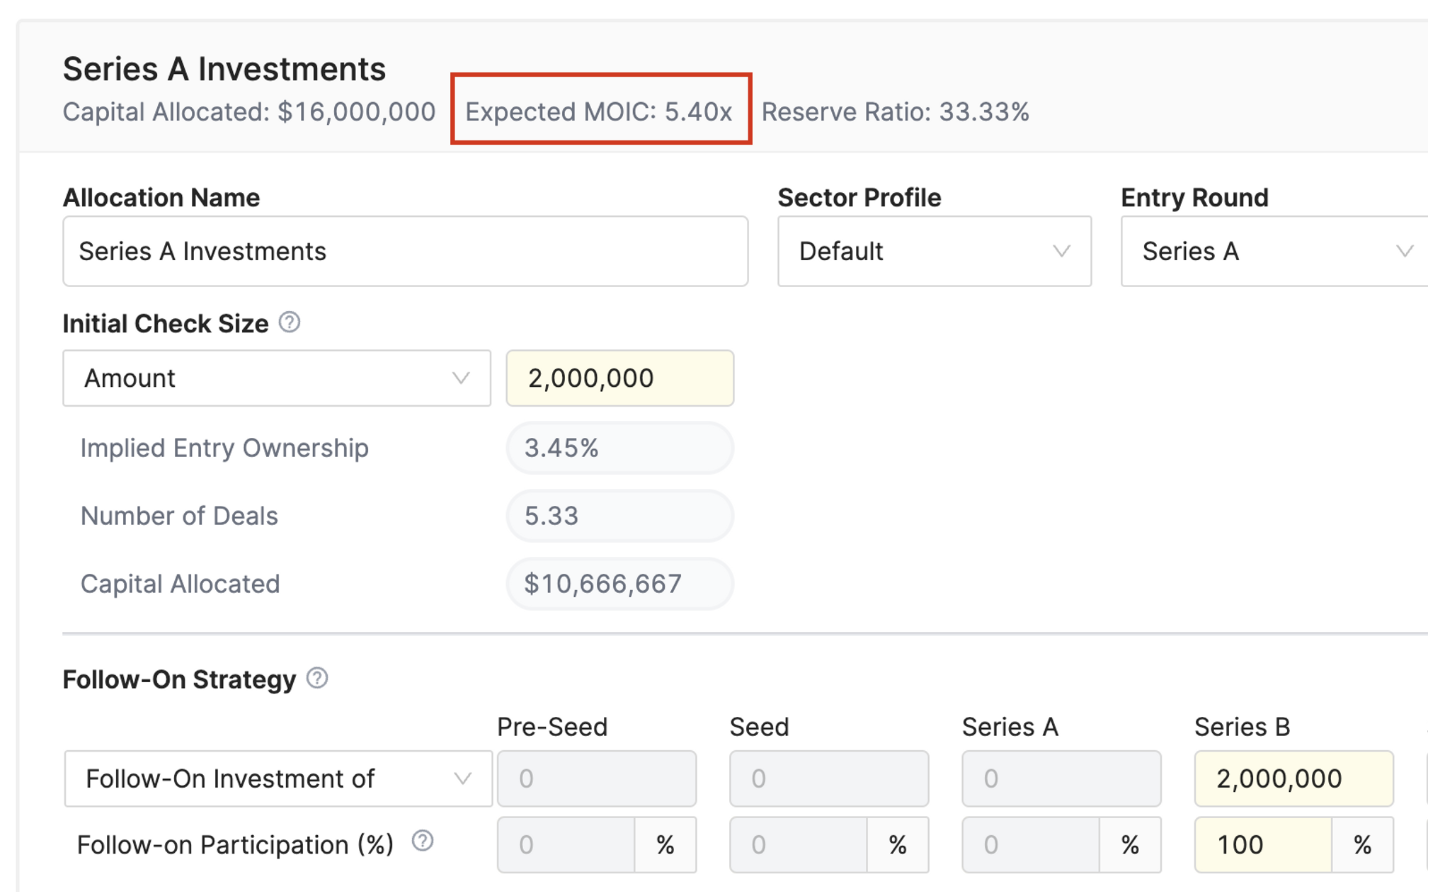 Series A Investments
Capital Allocated: $16,000,000 Expected MOIC: 5.40x Reserve Ratio: 33.33%
Allocation Name Sector Profile Entry Round
Series A Investments Default Series A
Initial Check Size ?
Amount 2,000,000
Implied Entry Ownership 3.45%
Number of Deals 5.33
Capital Allocated $10,666,667
Follow-On Strategy ?
Pre-Seed Seed Series A Series B
Follow-On Investment of 0 0 0 2,000,000
Follow-on Participation (%) ? 0 % 0 % 0 % 100 %